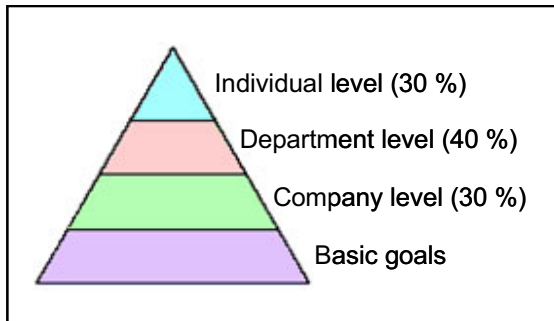 Individual level (30 %)
Department level (40 %)
Company level (30 %)
Basic goals